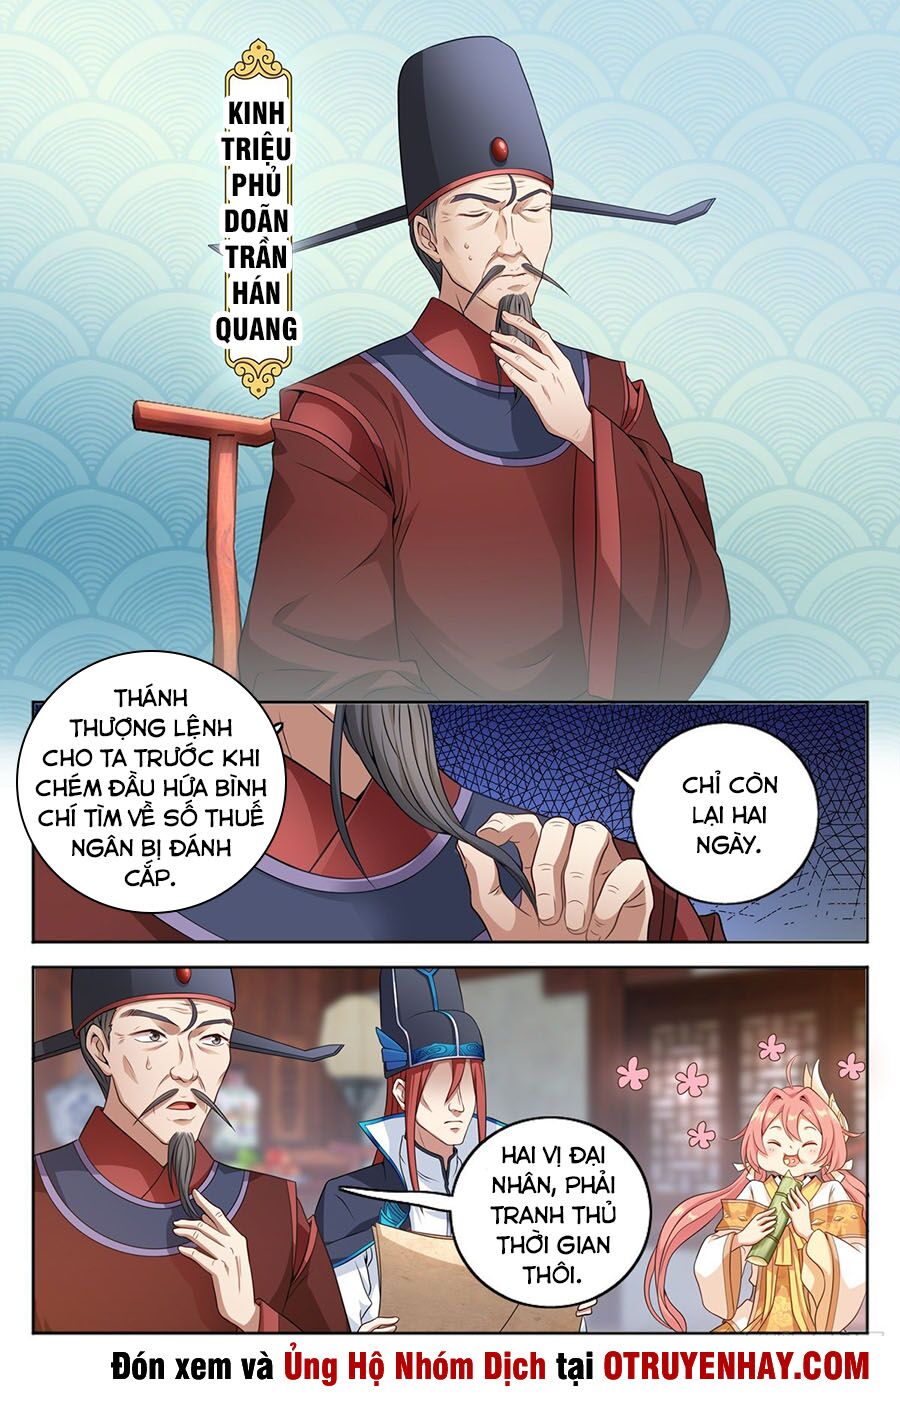 KINH
TRIỆU
PHỦ
DOÃN
TRẦN
HÁN
QUANG
THÁNH
THƯỢNG LỆNH
CHO TA TRƯỚC KHI
CHÉM ĐẦU HỨA BÌNH
CHÍ TÌM VỀ SỐ THUẾ
NGÂN BỊ ĐÁNH
CẮP.
CHỈ CÒN
LẠI HAI
NGÀY.
HAI VỊ ĐẠI
NHÂN, PHẢI
TRANH THỦ
THỜI GIAN
THÔI.
Đón xem và Ủng Hộ Nhóm Dịch tại OTRUYENHAY.COM